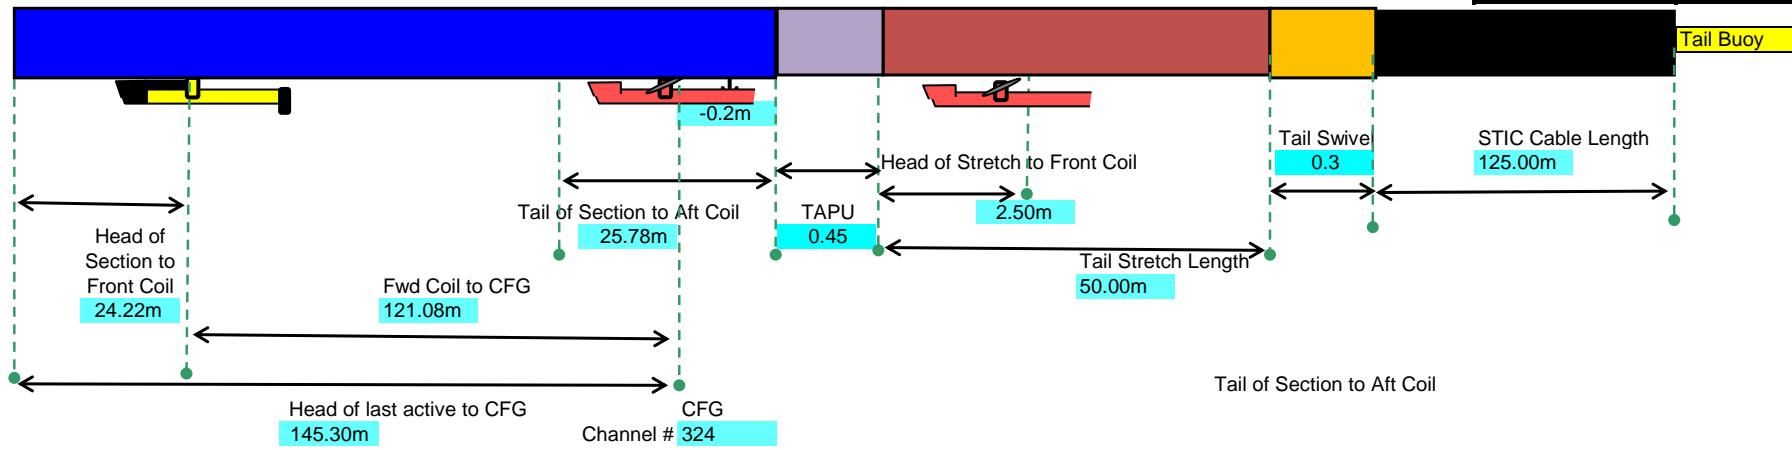 Tail Buoy
-0.2m
Tail Swivel
0.3
STIC Cable Length
125.00m
Head of Stretch to Front Coil
2.50m
Tail of Section to Aft Coil
25.78m
TAPU
0.45
Head of
Section to
Front Coil
24.22m
Tail Stretch Length
50.00m
Fwd Coil to CFG
121.08m
Tail of Section to Aft Coil
Head of last active to CFG
145.30m
CFG
Channel # 324